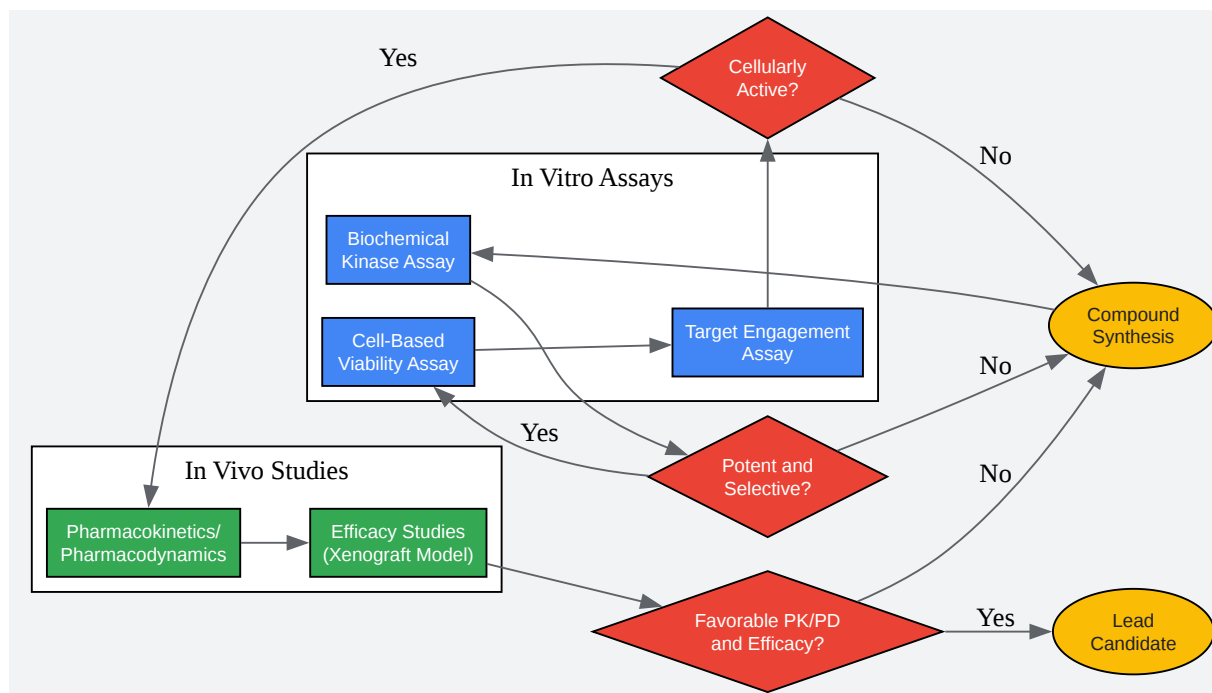 Yes
Cellularly
Active?
No
In Vitro Assays
Biochemical
Kinase Assay
Compound
Synthesis
Cell-Based
Viability Assay
Target Engagement
Assay
No
Yes
Potent and
Selective?
In Vivo Studies
No
Pharmacokinetics/
Pharmacodynamics
Efficacy Studies
(Xenograft Model)
Favorable PK/PD
and Efficacy?
Yes
Lead
Candidate